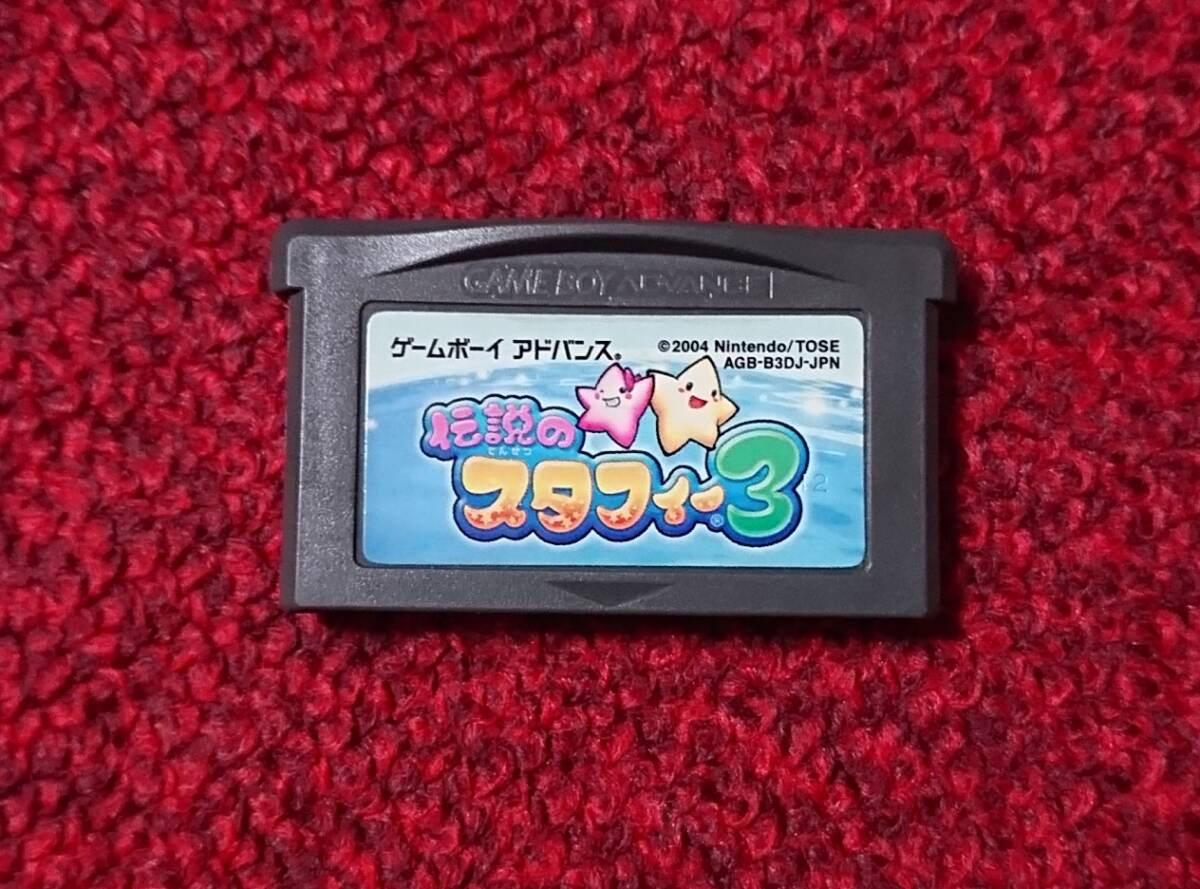 GAME BOY ADVANCE
ゲームボーイ アドバンス®
©2004 Nintendo/TOSE
AGB-B3DJ-JPN
伝説の
でんせつ
スタフィー®3